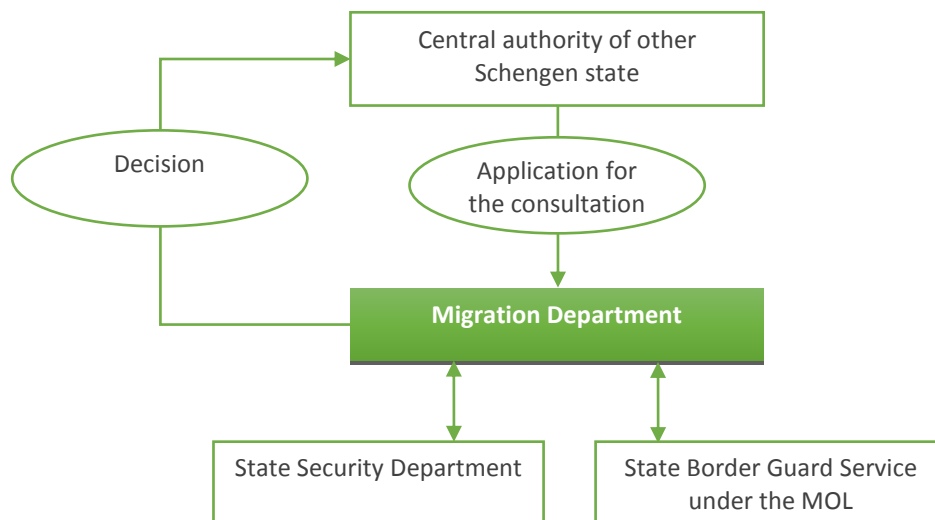 Central authority of other
Schengen state
Decision
Application for
the consultation
Migration Department
State Security Department
State Border Guard Service
under the MOL